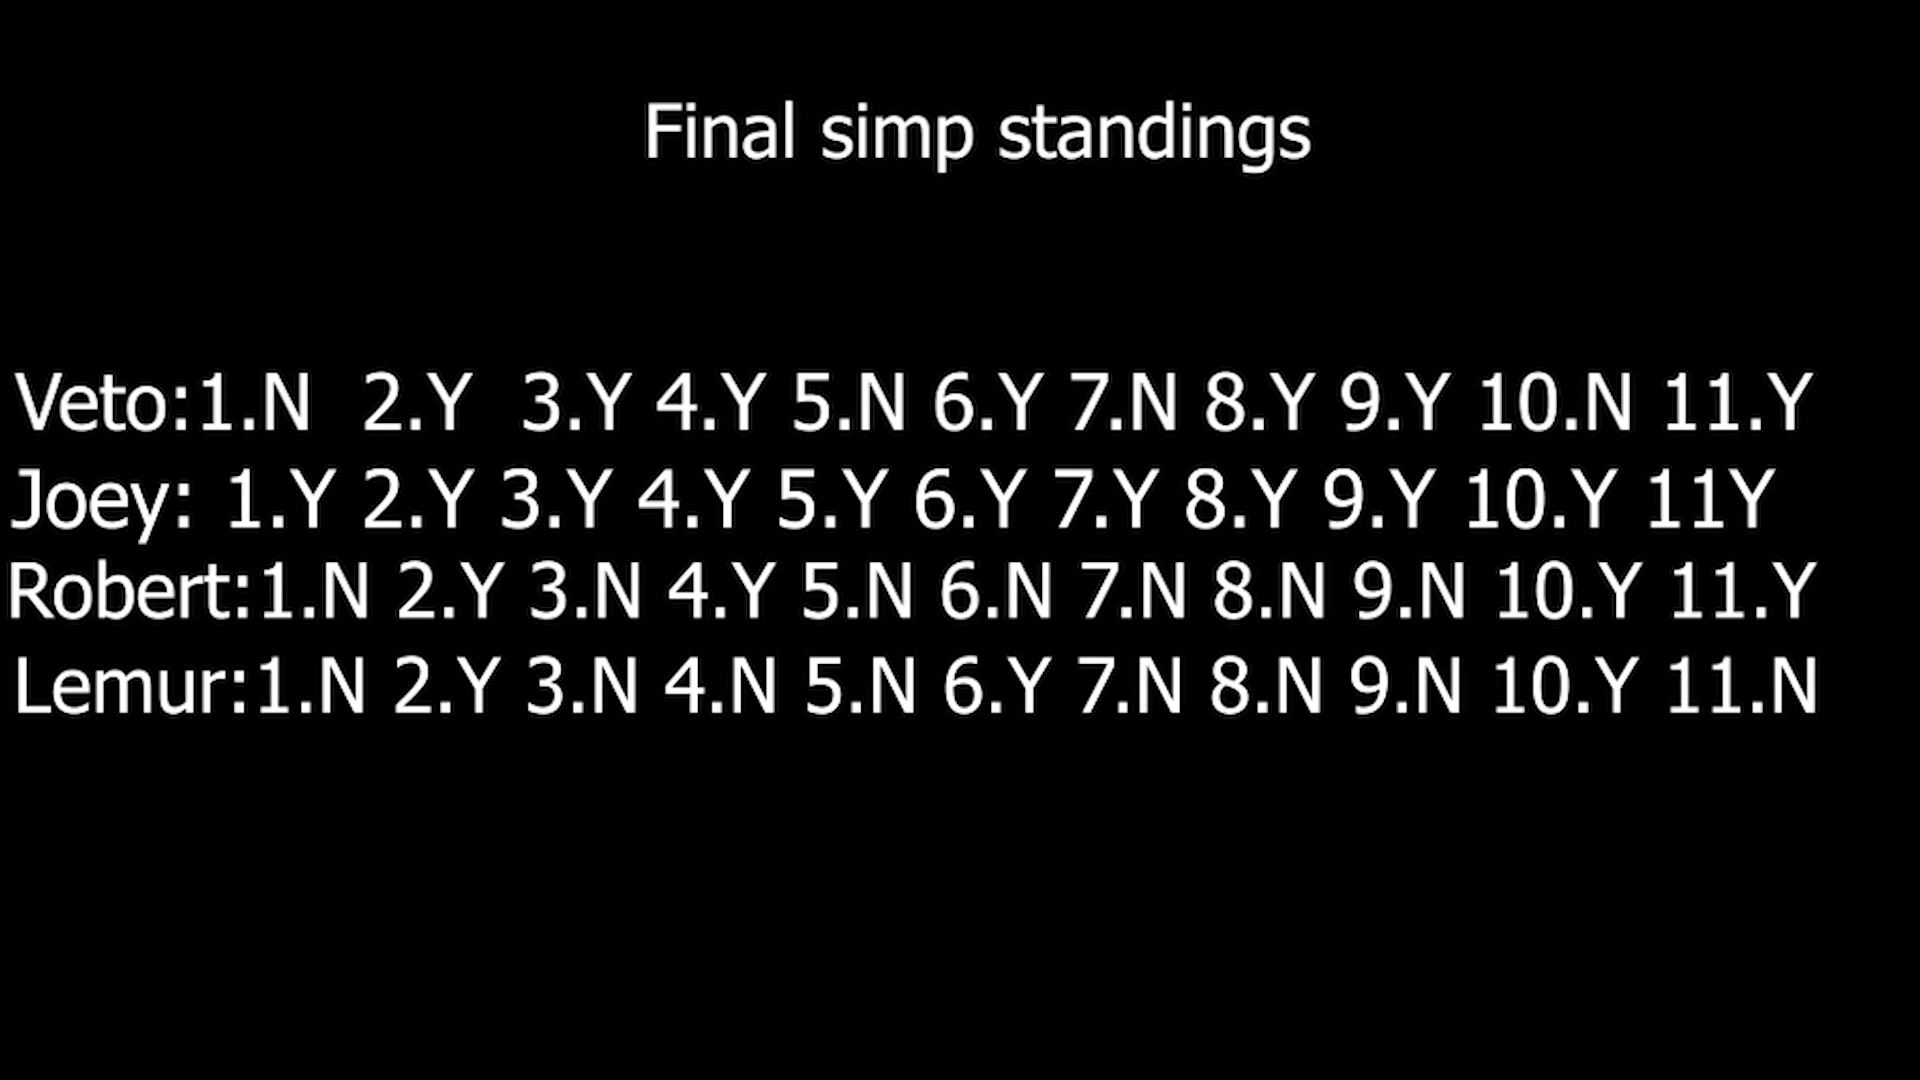 Final simp standings
Veto:1.N  2.Y  3.Y 4.Y 5.N 6.Y 7.N 8.Y 9.Y 10.N 11.Y
Joey: 1.Y 2.Y 3.Y 4.Y 5.Y 6.Y 7.Y 8.Y 9.Y 10.Y 11Y
Robert:1.N 2.Y 3.N 4.Y 5.N 6.N 7.N 8.N 9.N 10.Y 11.Y
Lemur:1.N 2.Y 3.N 4.N 5.N 6.Y 7.N 8.N 9.N 10.Y 11.N